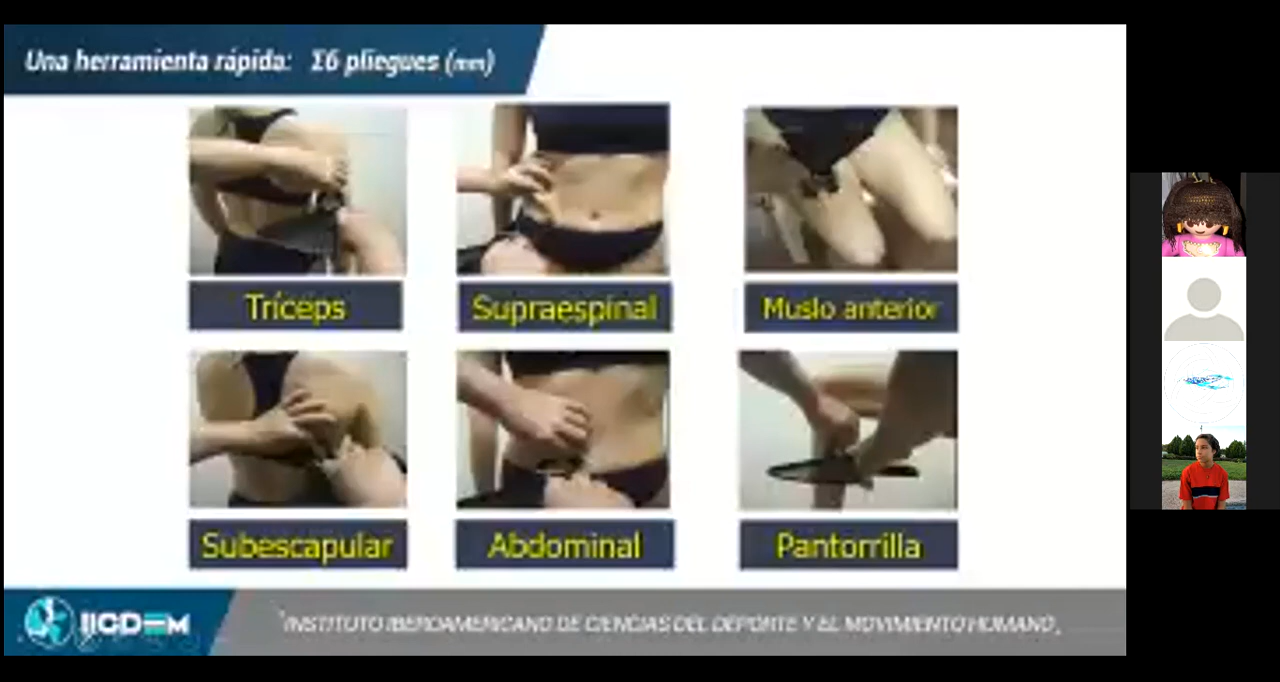 Una herramienta rápida: Σ6 pliegues (mm)
Tríceps
Supraespinal
Muslo anterior
Subescapular
Abdominal
Pantorrilla
IICDEM
INSTITUTO IBEROAMERICANO DE CIENCIAS DEL DEPORTE Y EL MOVIMIENTO HUMANO